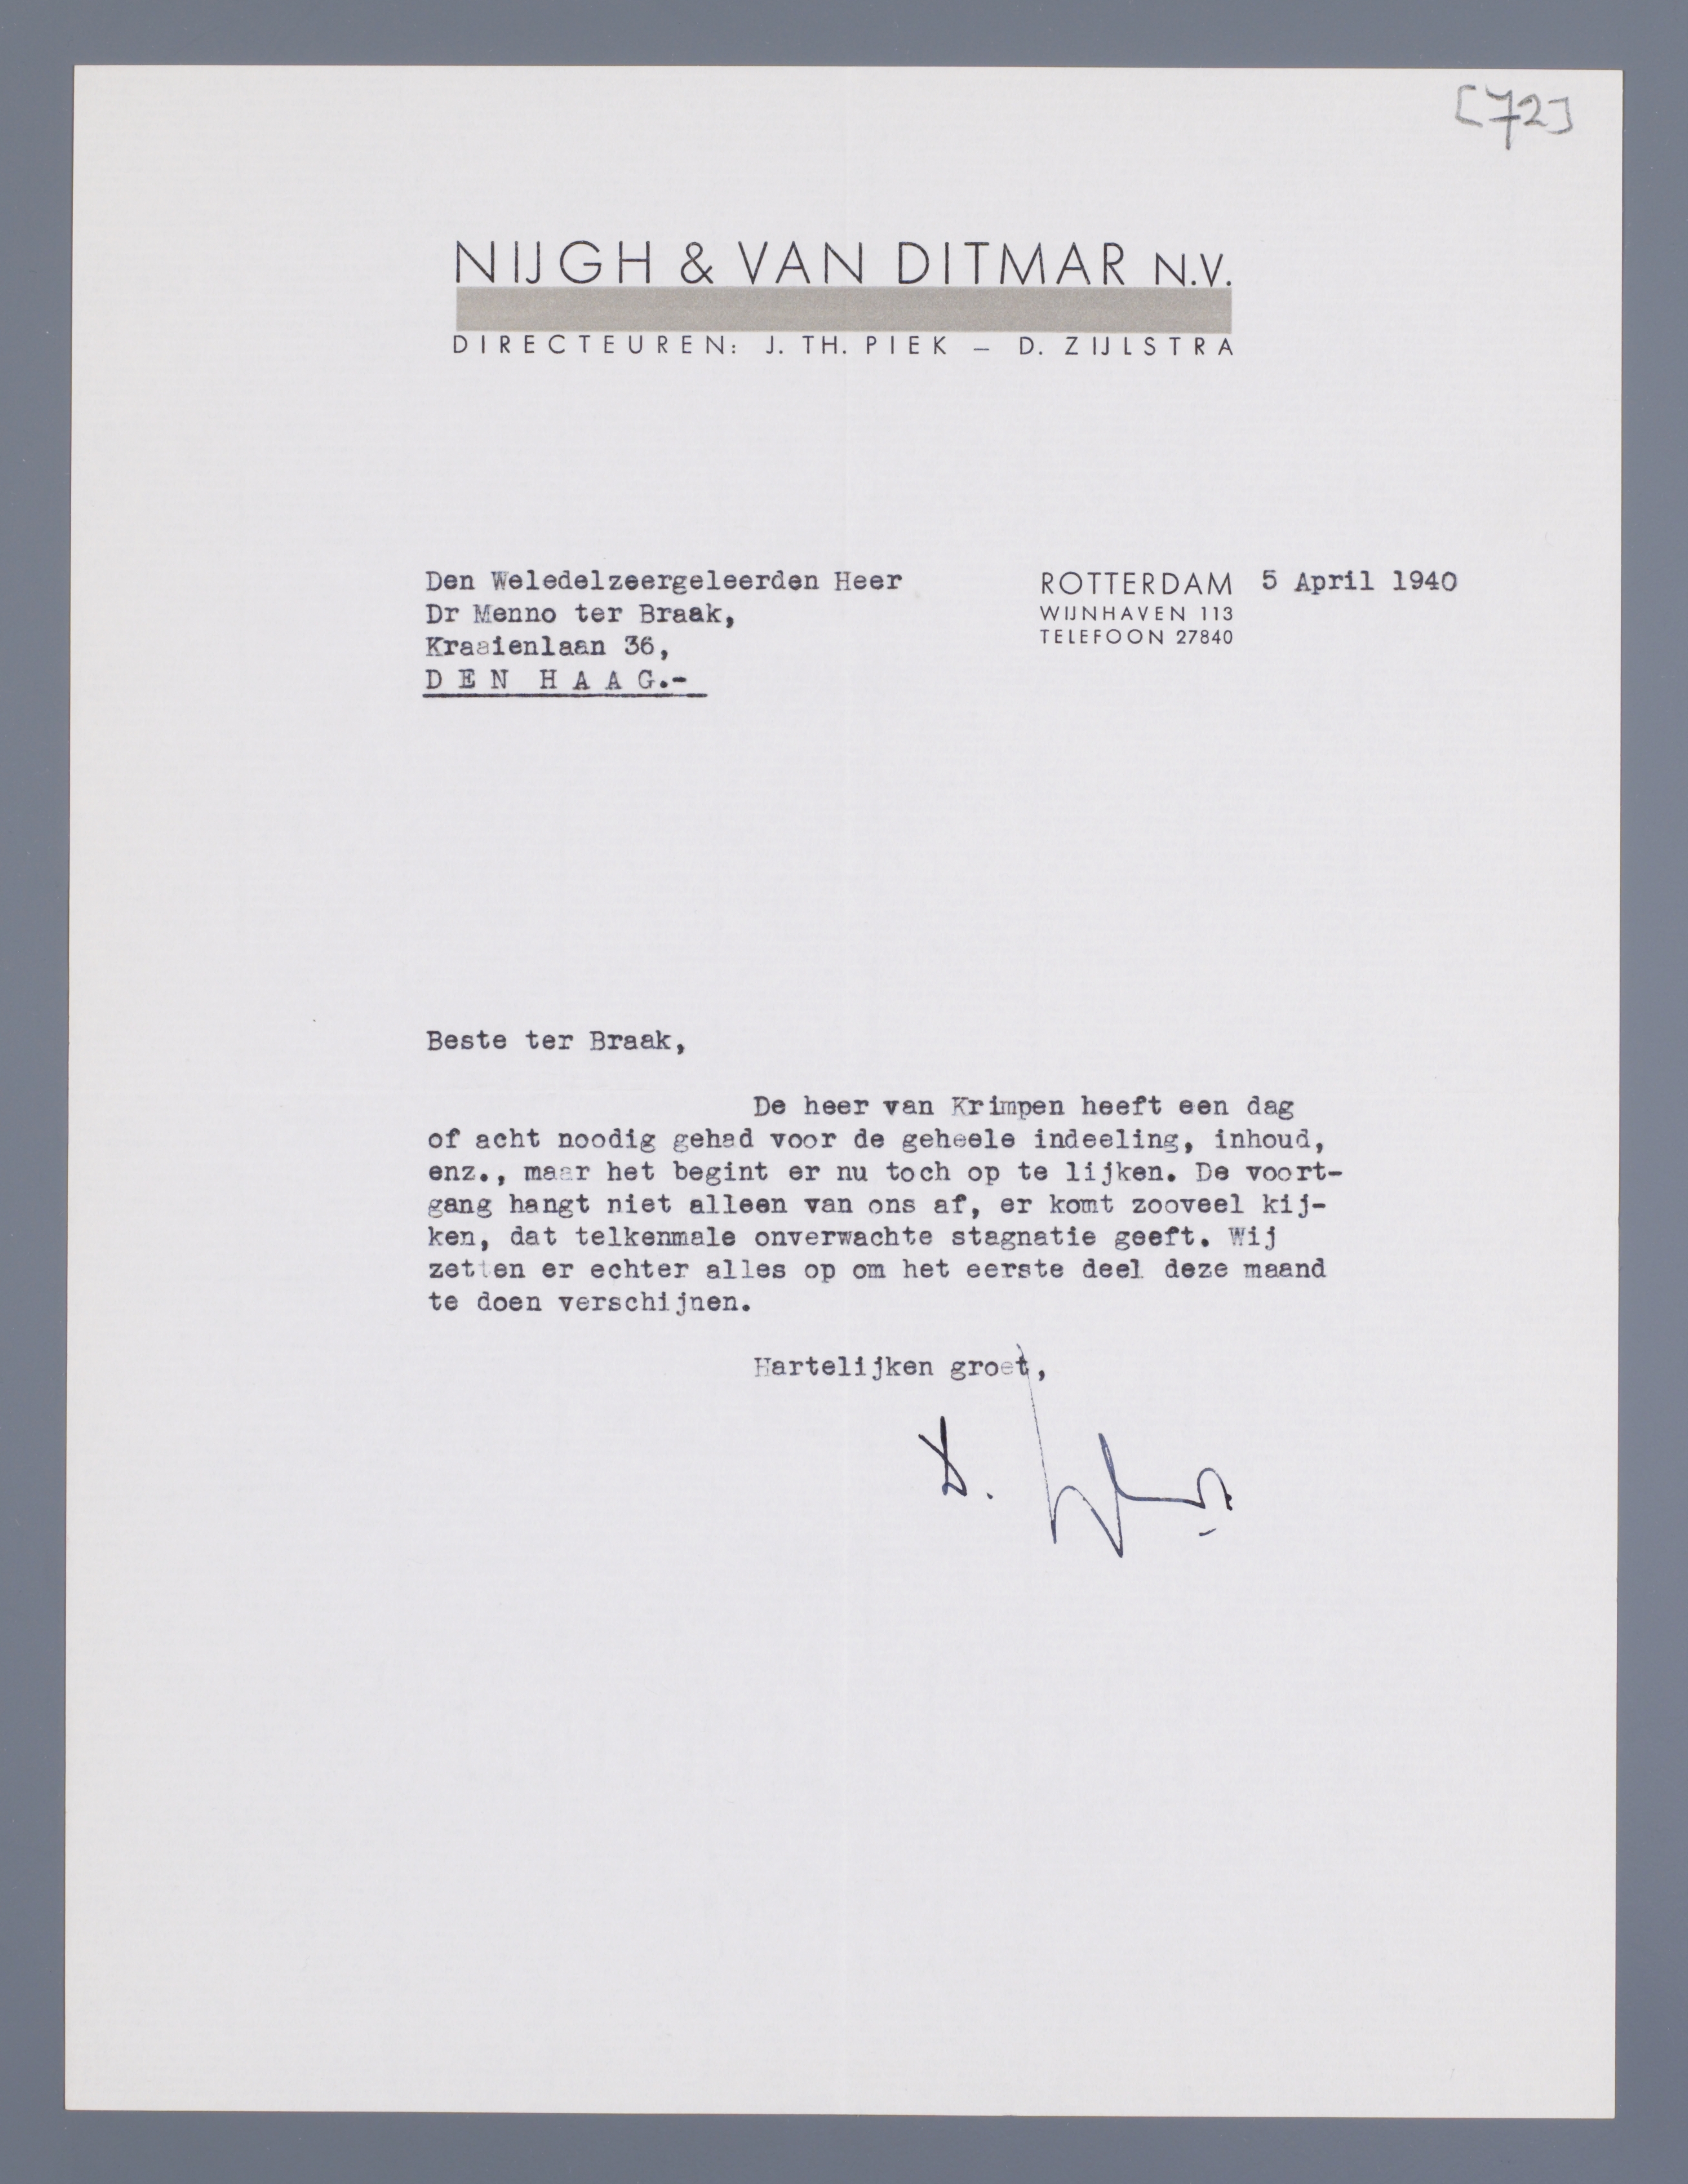 [72]
NIJGH & VAN DITMAR N.V.
DIRECTEUREN: J. TH. PIEK – D. ZIJLSTRA
Den Weledelzeergeleerden Heer
Dr Menno ter Braak,
Kraaienlaan 36,
DEN HAAG.-
ROTTERDAM 5 April 1940
WIJNHAVEN 113
TELEFOON 27840
Beste ter Braak,
De heer van Krimpen heeft een dag
of acht noodig gehad voor de geheele indeeling, inhoud,
enz., maar het begint er nu toch op te lijken. De voort-
gang hangt niet alleen van ons af, er komt zooveel kij-
ken, dat telkenmale onverwachte stagnatie geeft. Wij
zetten er echter alles op om het eerste deel deze maand
te doen verschijnen.
Hartelijken groet,
D.